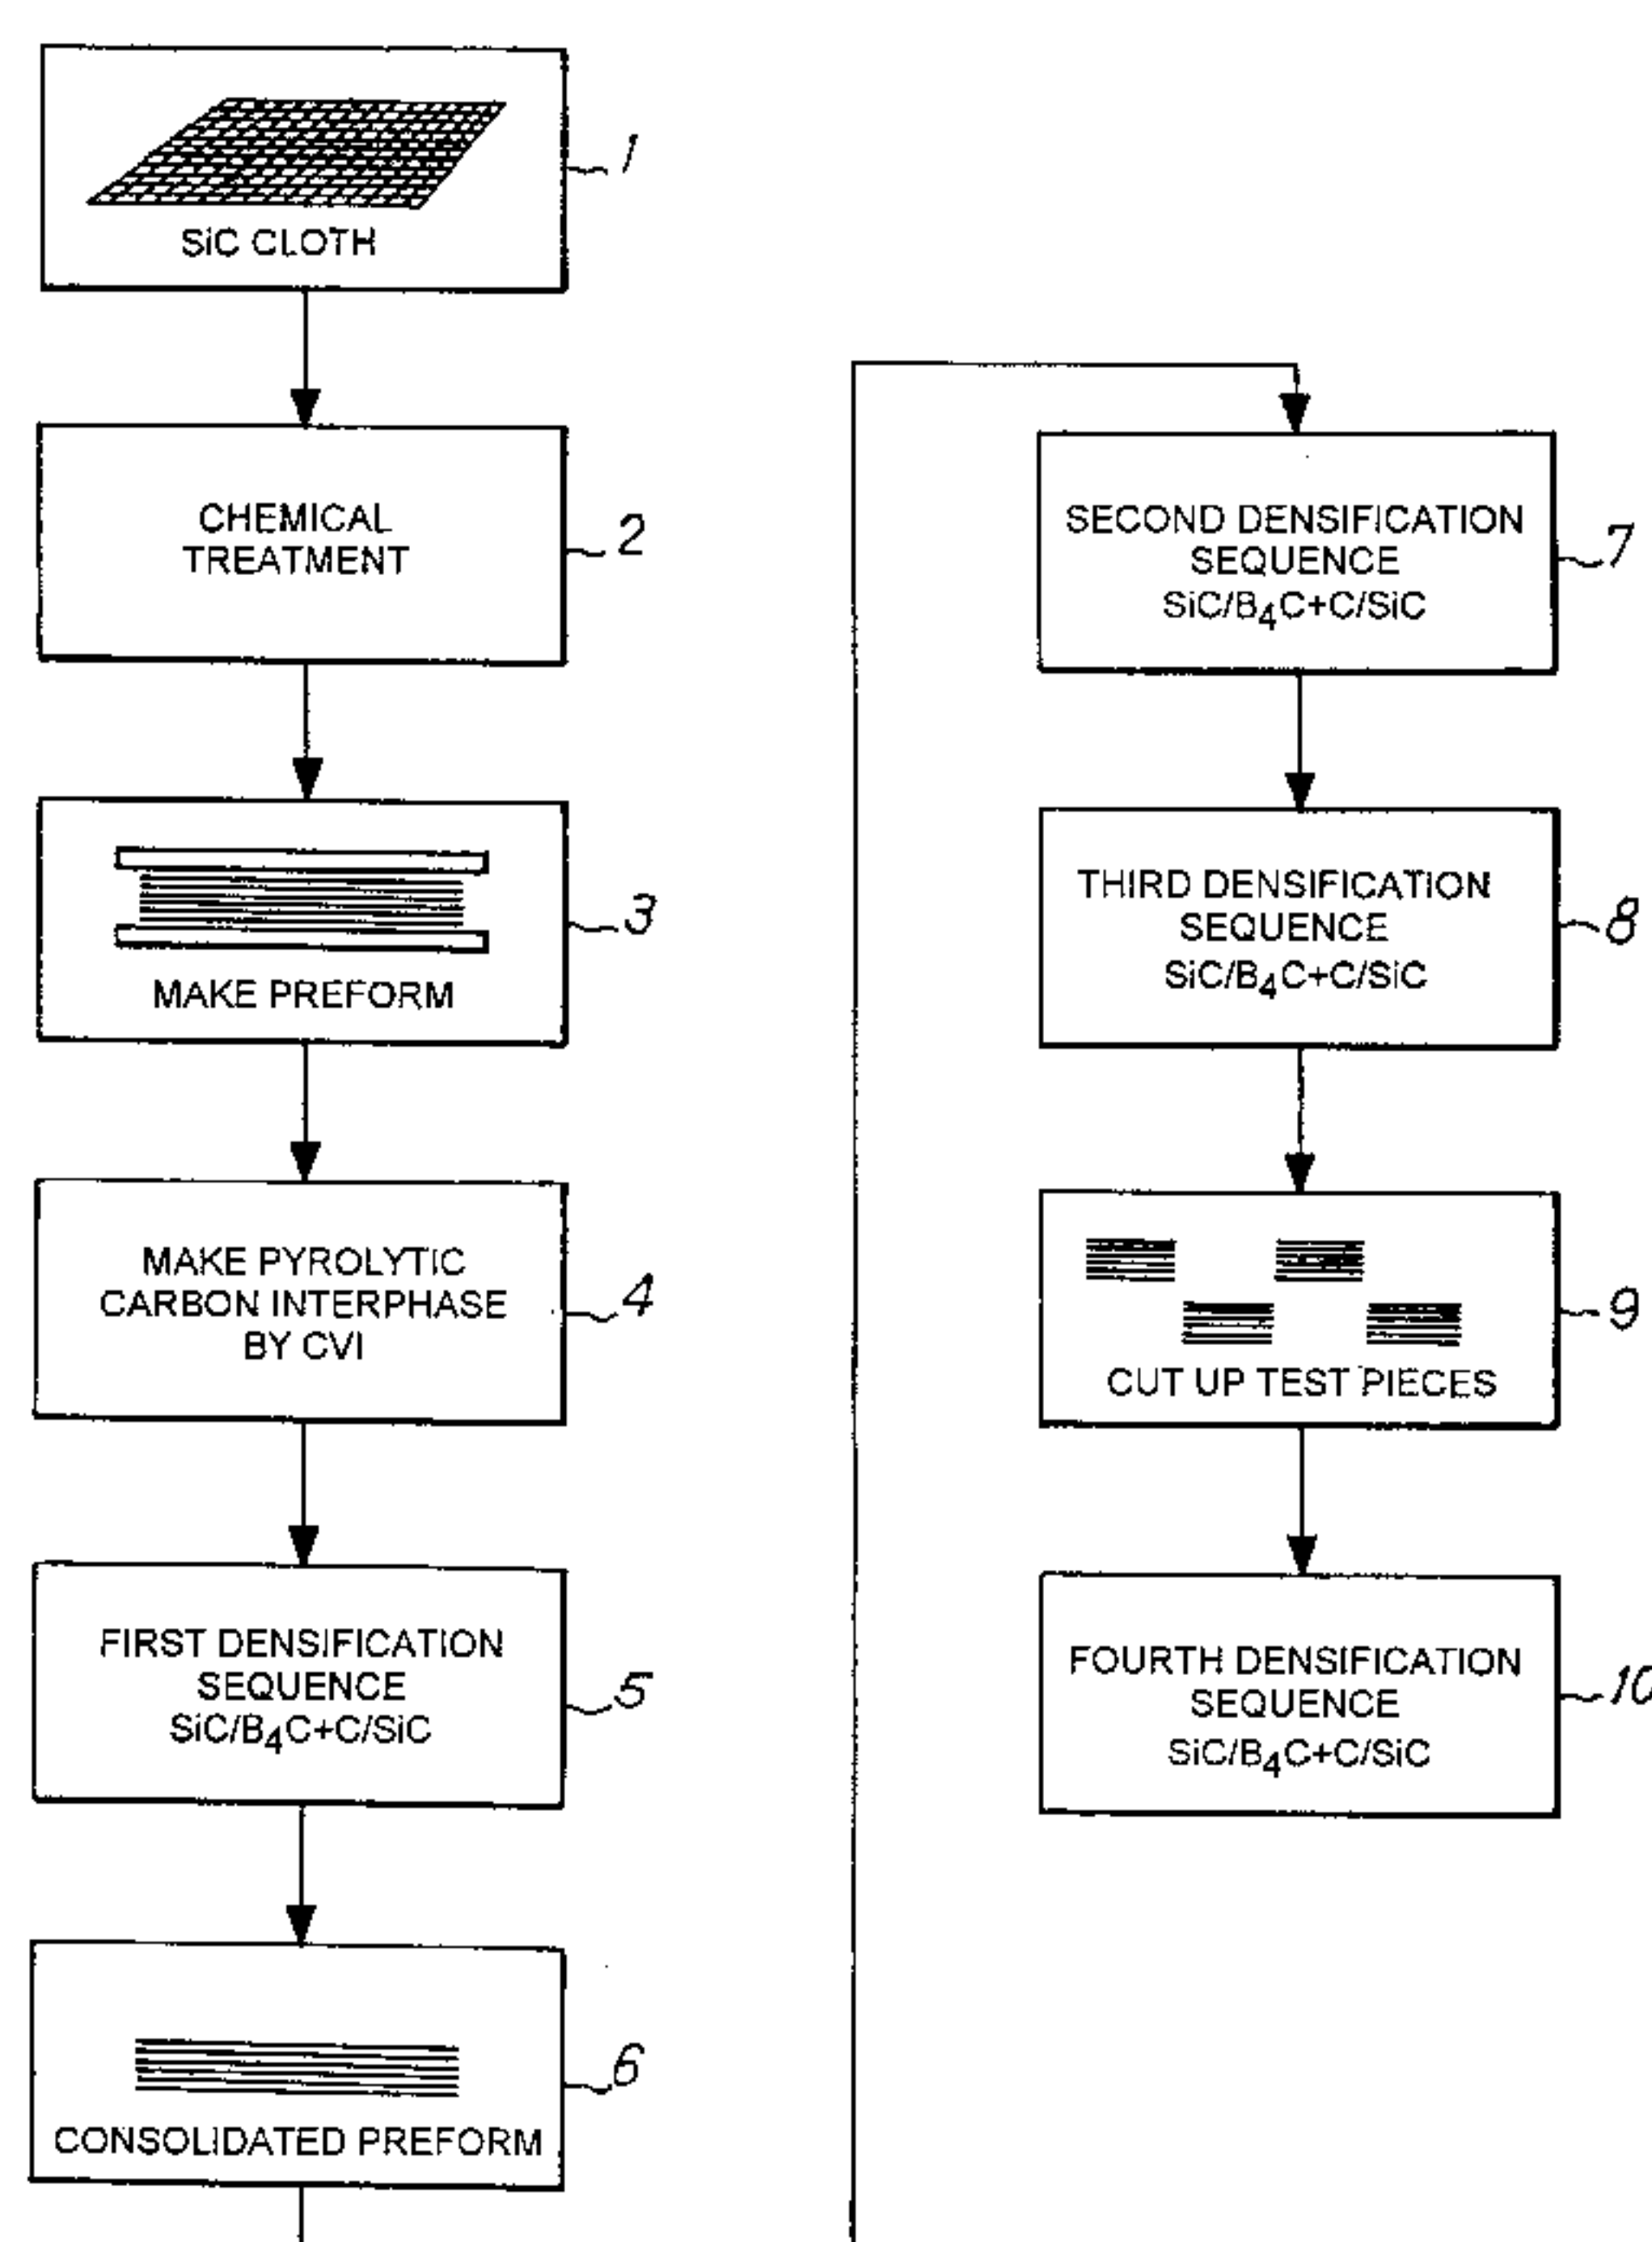 SiC CLOTH
1
CHEMICAL
TREATMENT
2
3
MAKE PREFORM
MAKE PYROLYTIC
CARBON INTERPHASE
BY CVI
4
FIRST DENSIFICATION
SEQUENCE
SiC/B₄C+C/SiC
5
6
CONSOLIDATED PREFORM
SECOND DENSIFICATION
SEQUENCE
SiC/B₄C+C/SiC
7
THIRD DENSIFICATION
SEQUENCE
SiC/B₄C+C/SiC
8
9
CUT UP TEST PIECES
FOURTH DENSIFICATION
SEQUENCE
SiC/B₄C+C/SiC
10